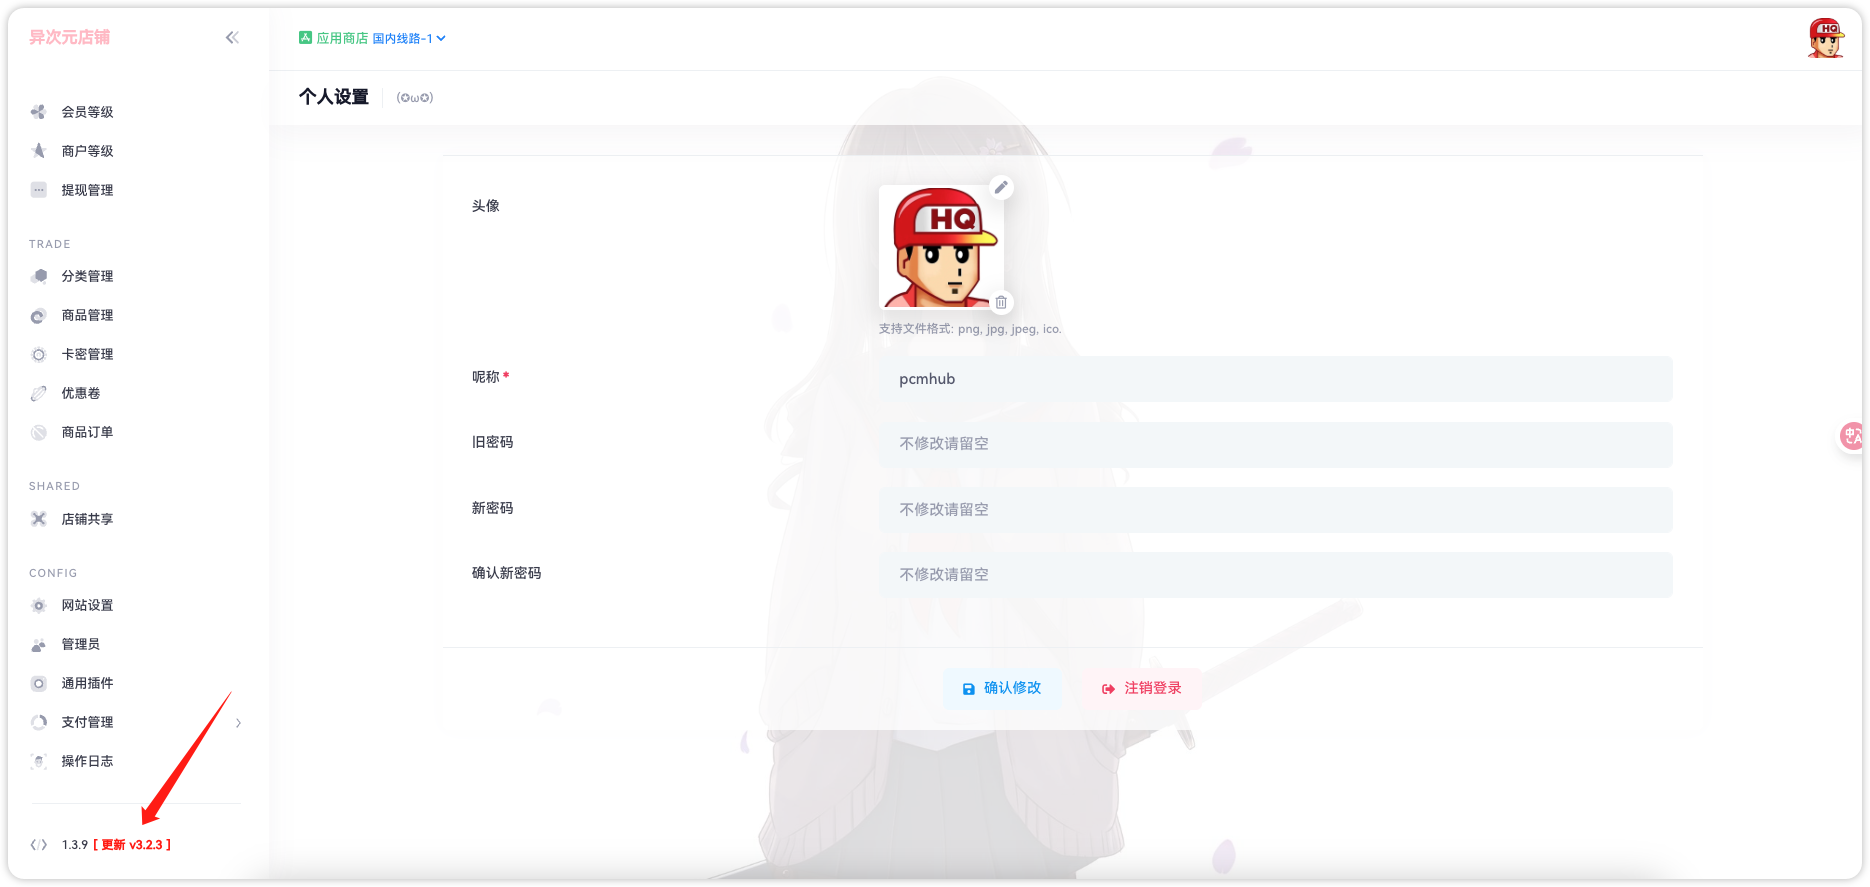 异次元店铺
应用商店 国内线路-1
个人设置
(✪ω✪)
会员等级
商户等级
提现管理
TRADE
分类管理
商品管理
卡密管理
优惠卷
商品订单
SHARED
店铺共享
CONFIG
网站设置
管理员
通用插件
支付管理
操作日志
1.3.9 [ 更新 v3.2.3 ]
头像
HQ
支持文件格式: png, jpg, jpeg, ico.
呢称 *
pcmhub
旧密码
不修改请留空
新密码
不修改请留空
确认新密码
不修改请留空
确认修改
注销登录
HQ
中
A